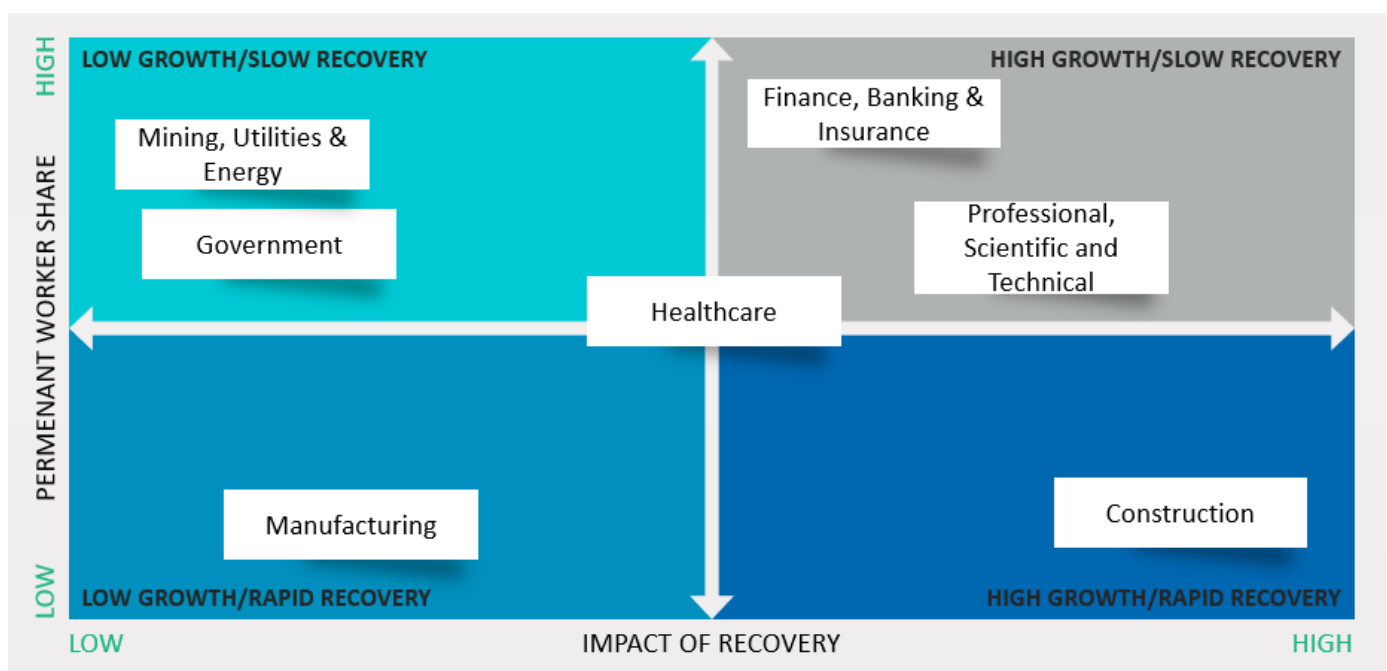 HIGH
LOW GROWTH/SLOW RECOVERY
HIGH GROWTH/SLOW RECOVERY
Finance, Banking &
Insurance
Mining, Utilities &
Energy
Professional,
Scientific and
Technical
Government
Healthcare
PERMENANT WORKER SHARE
Manufacturing
Construction
LOW
LOW GROWTH/RAPID RECOVERY
HIGH GROWTH/RAPID RECOVERY
LOW
IMPACT OF RECOVERY
HIGH